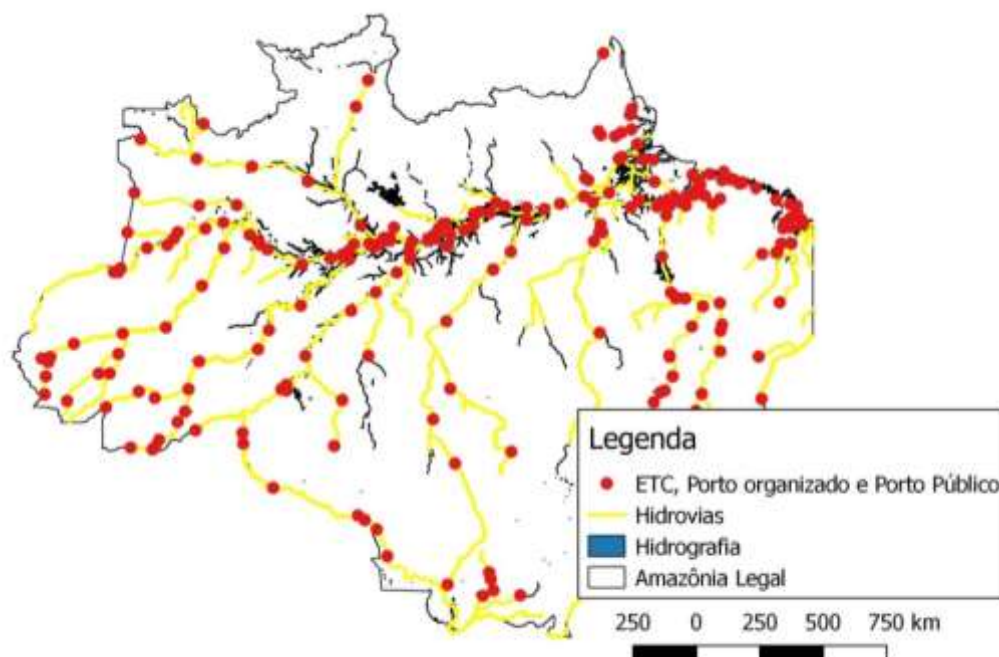 Legenda
ETC, Porto organizado e Porto Público
Hidrovias
Hidrografia
Amazônia Legal
250 0 250 500 750 km